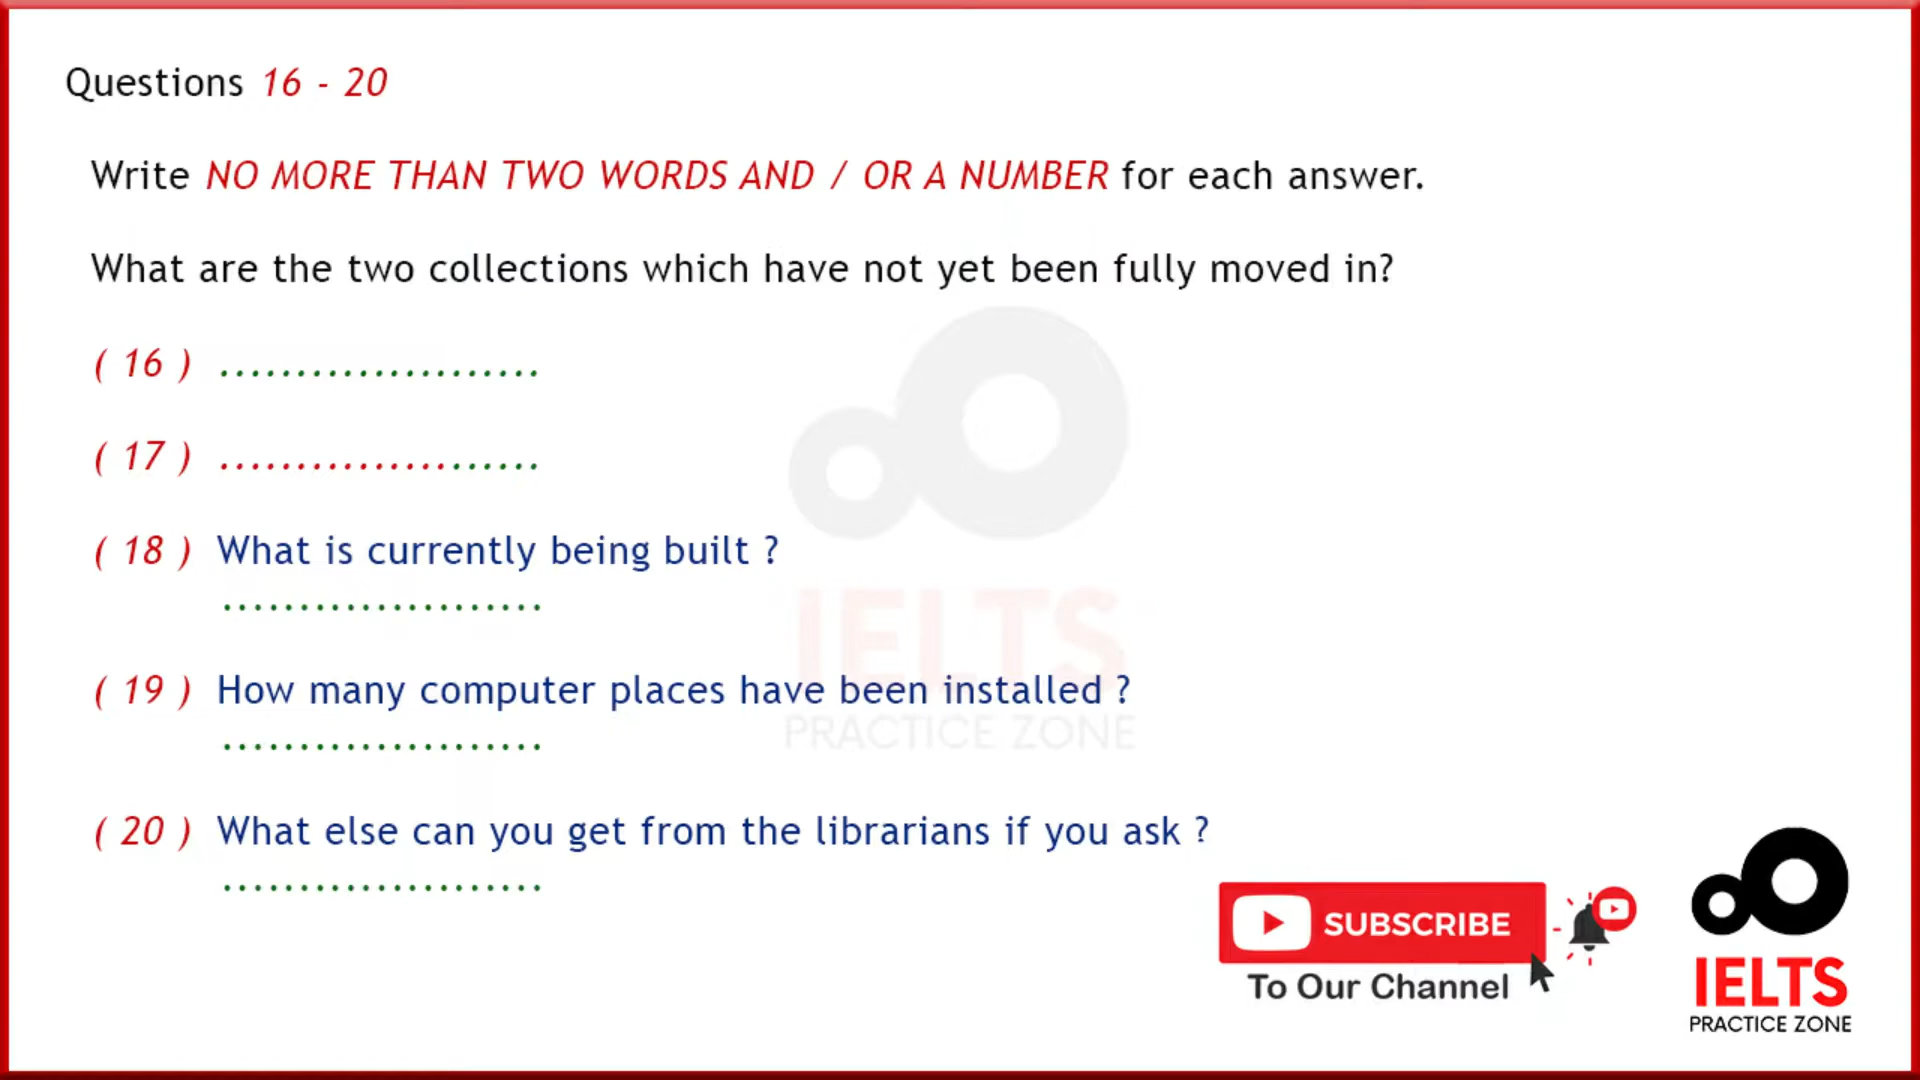 Questions 16 - 20
Write NO MORE THAN TWO WORDS AND / OR A NUMBER for each answer.
What are the two collections which have not yet been fully moved in?
( 16 ) .....................
( 17 ) .....................
( 18 ) What is currently being built ?
.....................
( 19 ) How many computer places have been installed ?
.....................
( 20 ) What else can you get from the librarians if you ask ?
.....................
IELTS
PRACTICE ZONE
SUBSCRIBE
To Our Channel
IELTS
PRACTICE ZONE